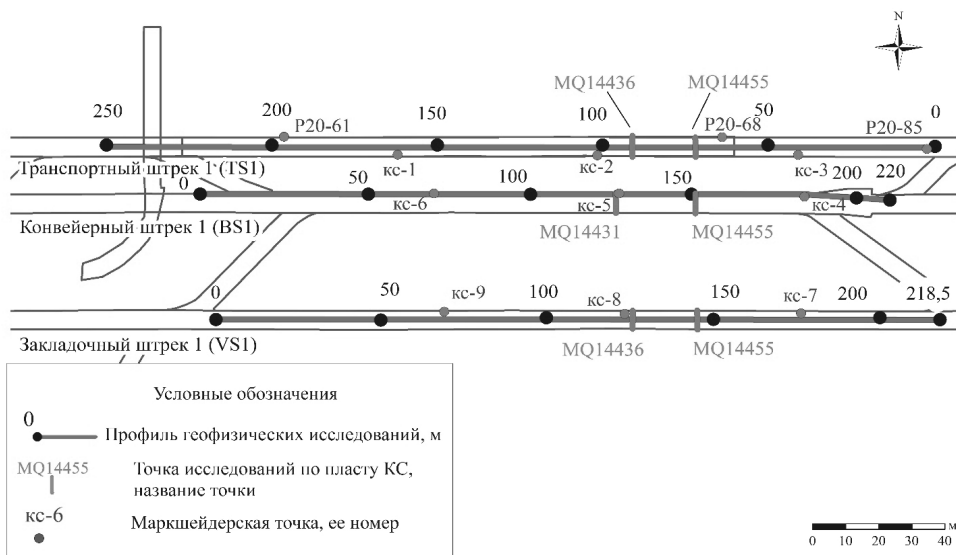 N
MQ14436 MQ14455
250 200 150 100 50 0
P20-61 P20-68 P20-85
Транспортный штрек 1 (TS1)
кс-1 кс-2 кс-3
0 50 100 150 200 220
кс-6 кс-5 кс-4
Конвейерный штрек 1 (BS1)
MQ14431 MQ14455
0 50 кс-9 100 кс-8 150 кс-7 200 218,5
Закладочный штрек 1 (VS1)
MQ14436 MQ14455
Условные обозначения
0
Профиль геофизических исследований, м
MQ14455
Точка исследований по пласту КС,
название точки
кс-6
Маркшейдерская точка, ее номер
м
0 10 20 30 40